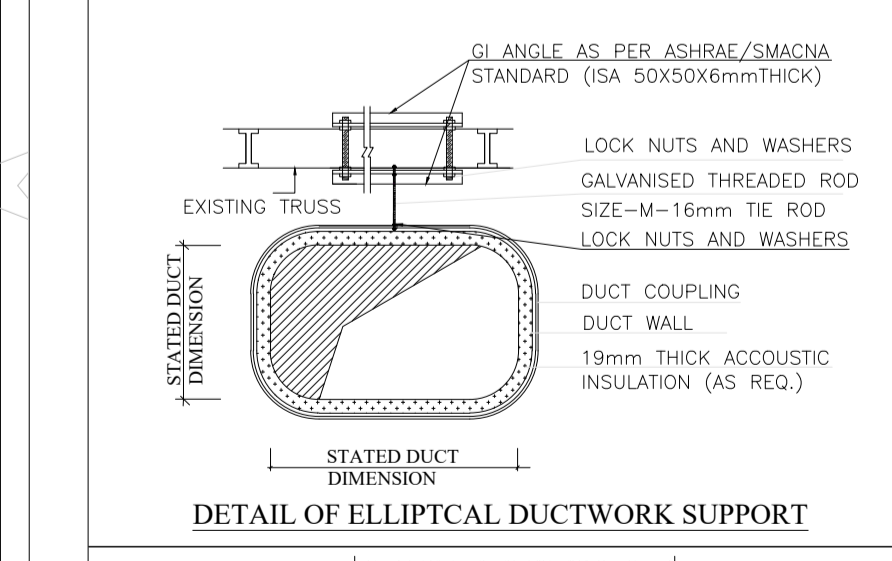 GI ANGLE AS PER ASHRAE/SMACNA
STANDARD (ISA 50X50X6mmTHICK)
LOCK NUTS AND WASHERS
GALVANISED THREADED ROD
SIZE-M-16mm TIE ROD
LOCK NUTS AND WASHERS
EXISTING TRUSS
DUCT COUPLING
DUCT WALL
19mm THICK ACCOUSTIC
INSULATION (AS REQ.)
STATED DUCT
DIMENSION
STATED DUCT
DIMENSION
DETAIL OF ELLIPTCAL DUCTWORK SUPPORT